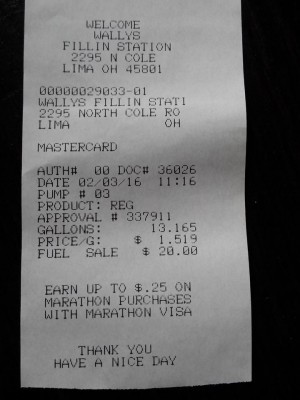 WELCOME
WALLYS
FILLIN STATION
2295 N COLE
LIMA OH 45801
00000029033-01
WALLYS FILLIN STATI
2295 NORTH COLE RO
LIMA OH
MASTERCARD
AUTH# 00 DOC# 36026
DATE 02/03/16 11:16
PUMP # 03
PRODUCT: REG
APPROVAL # 337911
GALLONS: 13.165
PRICE/G: $ 1.519
FUEL SALE $ 20.00
EARN UP TO $.25 ON
MARATHON PURCHASES
WITH MARATHON VISA
THANK YOU
HAVE A NICE DAY